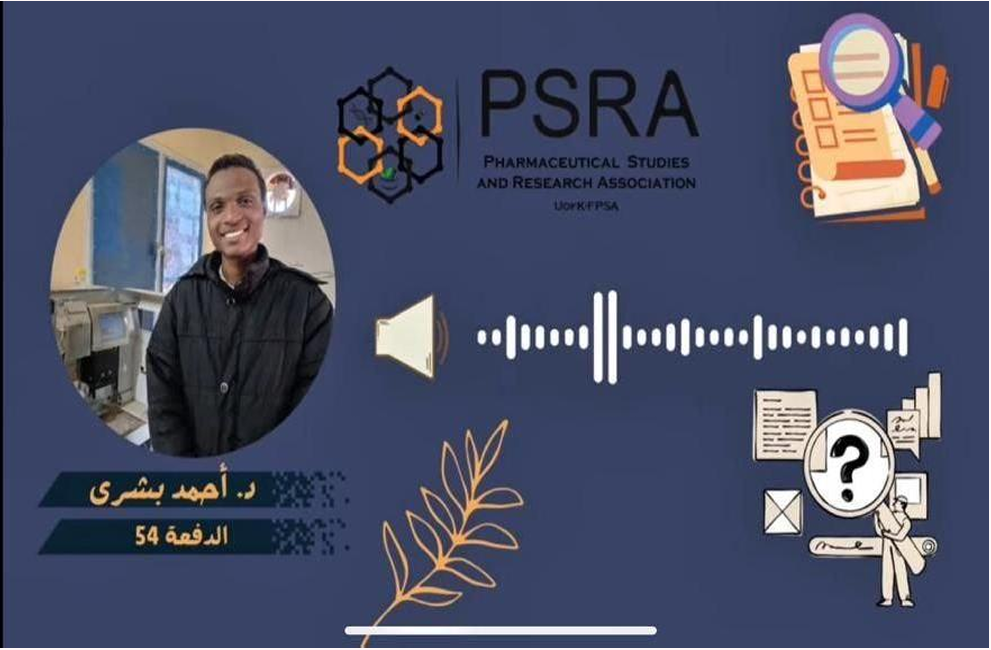 PSRA
PHARMACEUTICAL STUDIES
AND RESEARCH ASSOCIATION
UofK-FPSA
د. أحمد بشرى
الدفعة 54
?